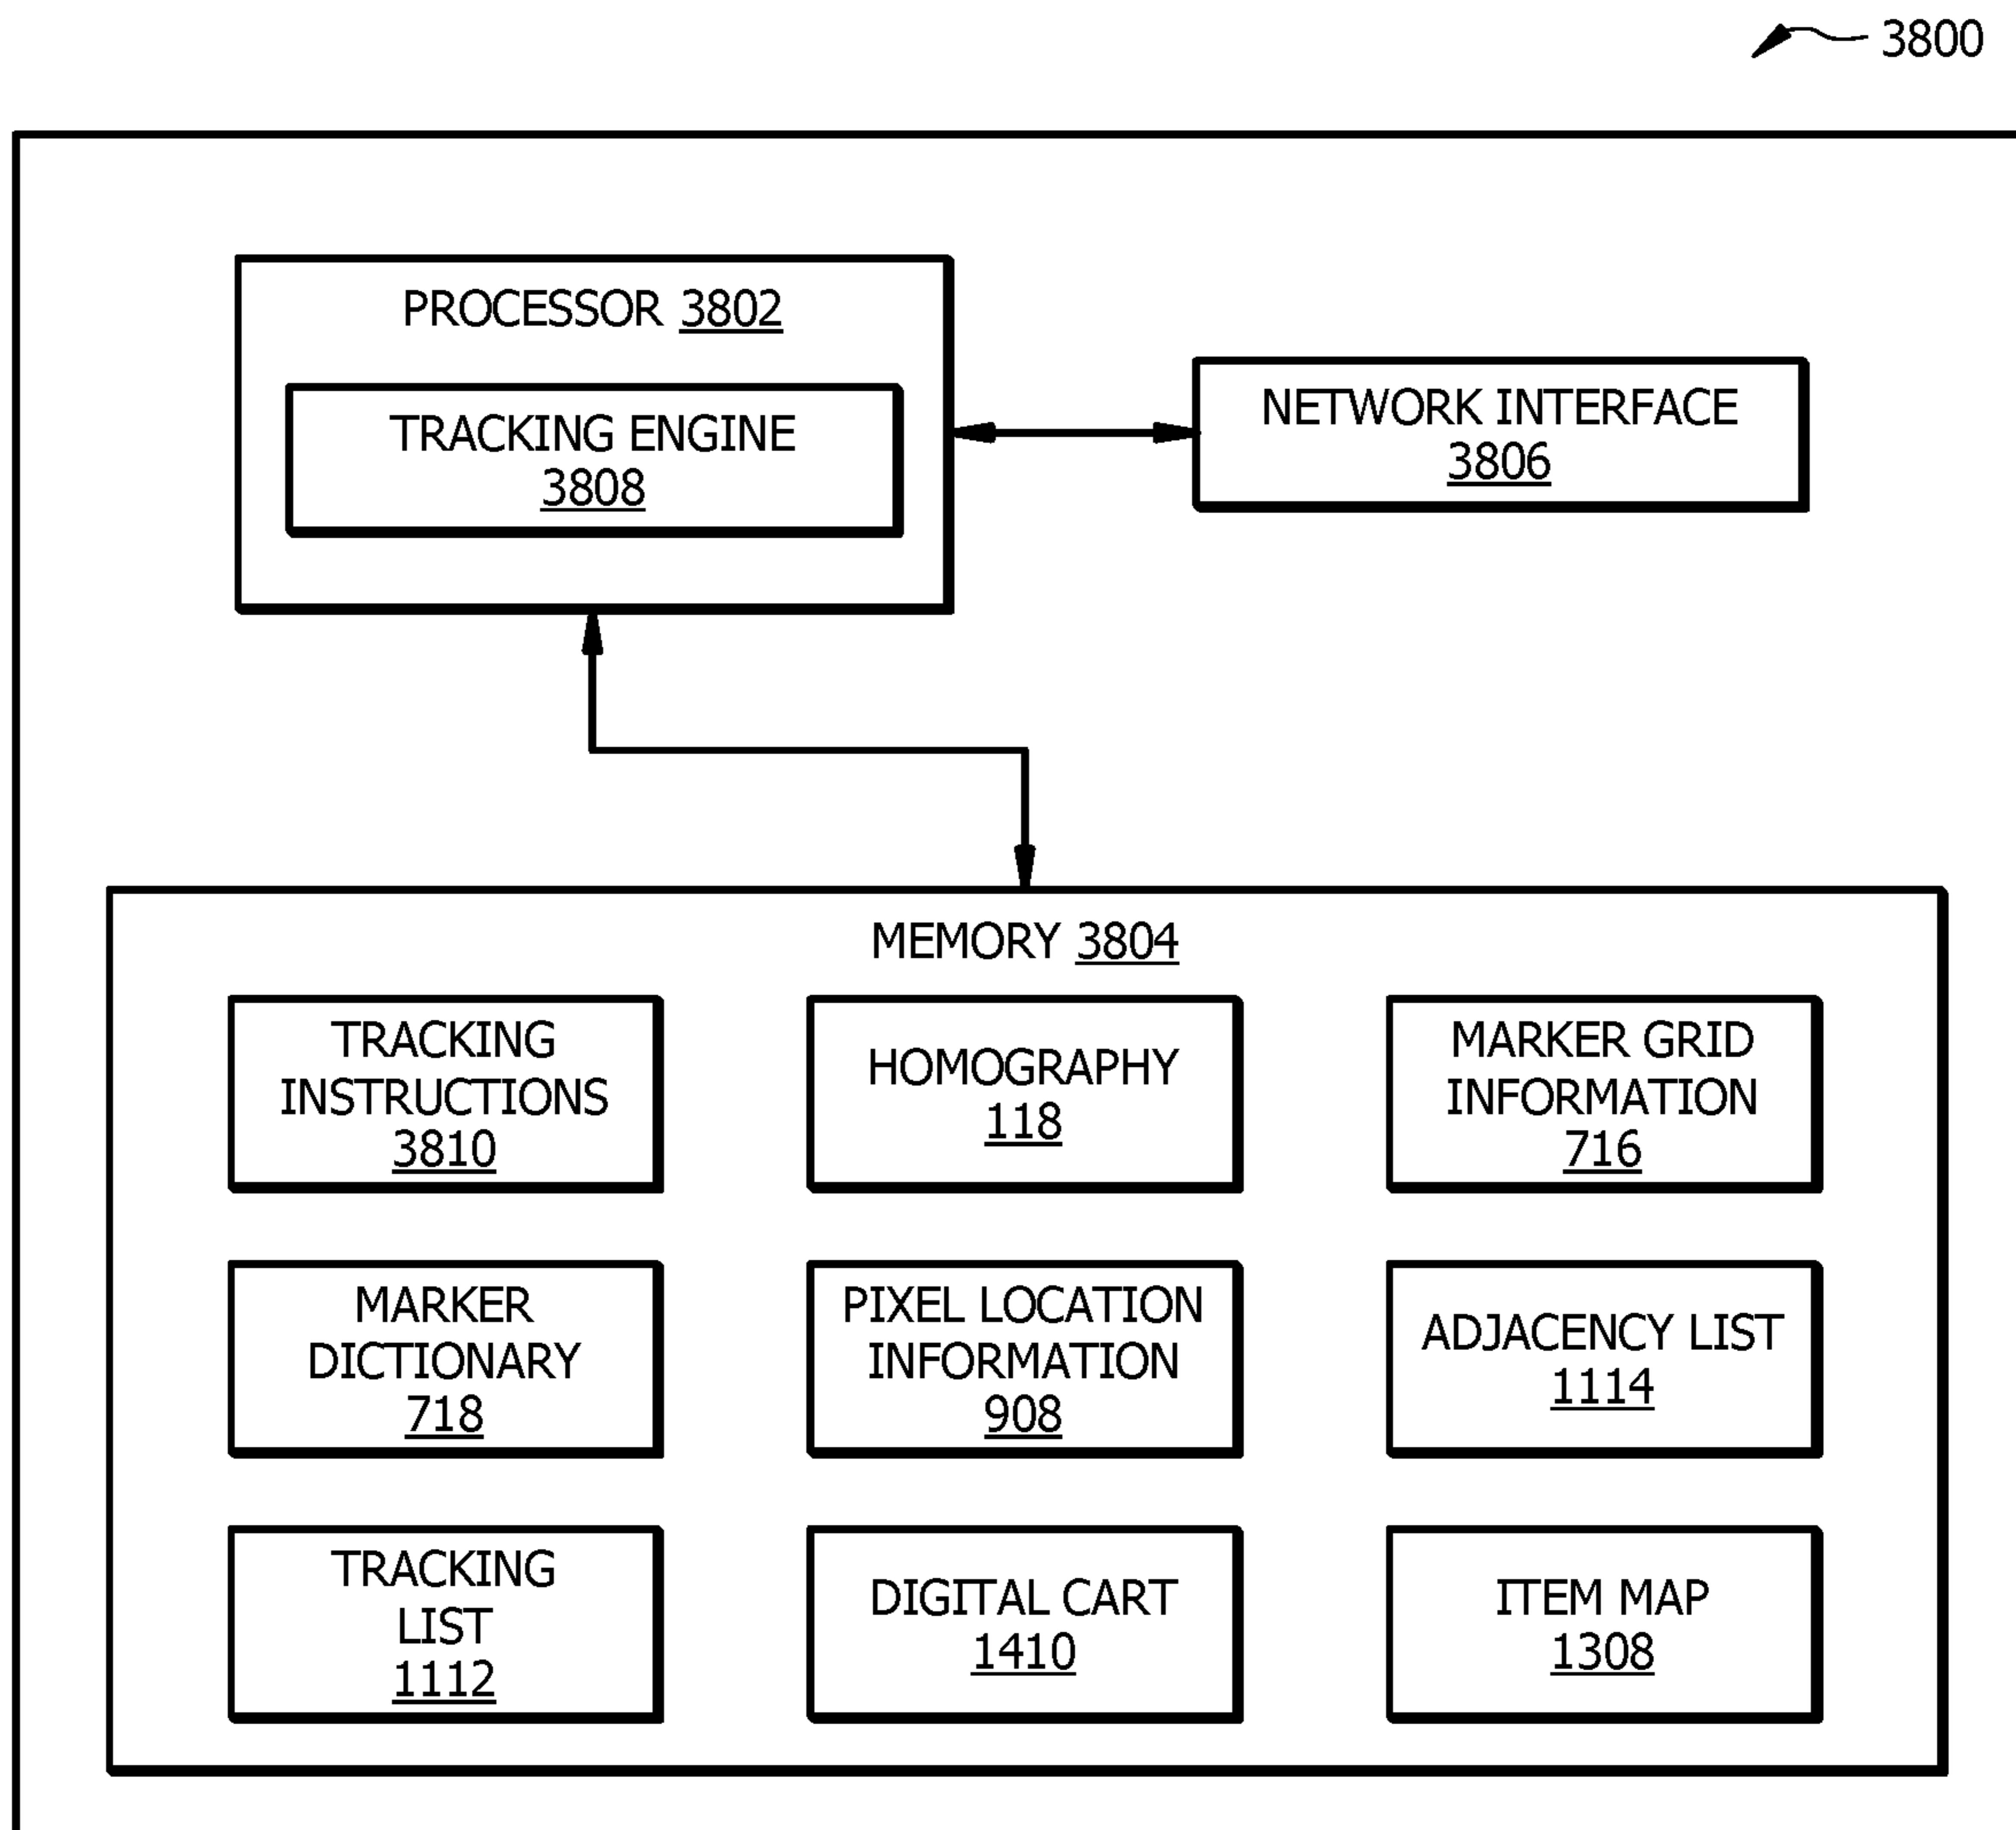 3800
PROCESSOR 3802
TRACKING ENGINE
3808
NETWORK INTERFACE
3806
MEMORY 3804
TRACKING
INSTRUCTIONS
3810
HOMOGRAPHY
118
MARKER GRID
INFORMATION
716
MARKER
DICTIONARY
718
PIXEL LOCATION
INFORMATION
908
ADJACENCY LIST
1114
TRACKING
LIST
1112
DIGITAL CART
1410
ITEM MAP
1308